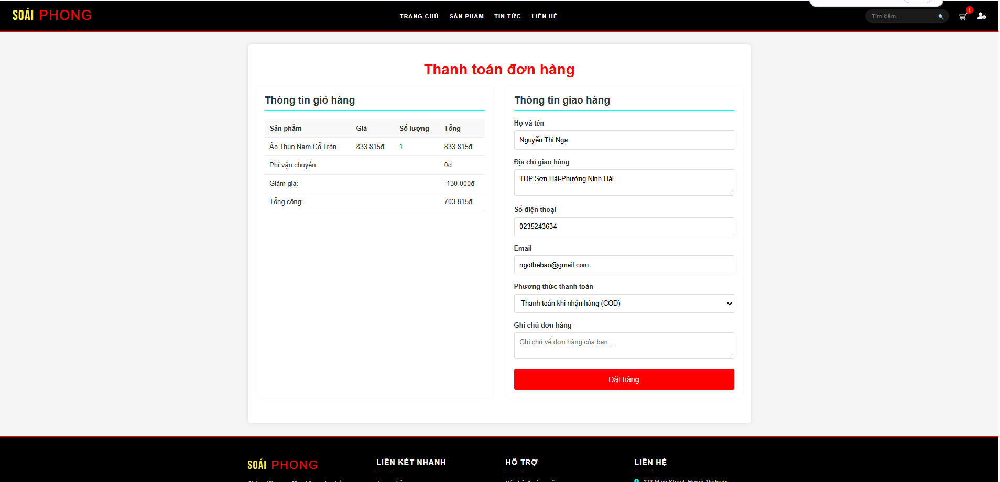 SOÁI PHONG
TRANG CHỦ SẢN PHẨM TIN TỨC LIÊN HỆ
Tìm kiếm...
1
Thanh toán đơn hàng
Thông tin giỏ hàng
Sản phẩm Giá Số lượng Tổng
Áo Thun Nam Cổ Tròn 833.815đ 1 833.815đ
Phí vận chuyển: 0đ
Giảm giá: -130.000đ
Tổng cộng: 703.815đ
Thông tin giao hàng
Họ và tên
Nguyễn Thị Nga
Địa chỉ giao hàng
TDP Sơn Hải-Phường Ninh Hải
Số điện thoại
0235243634
Email
ngothebao@gmail.com
Phương thức thanh toán
Thanh toán khi nhận hàng (COD)
Ghi chú đơn hàng
Ghi chú về đơn hàng của bạn...
Đặt hàng
SOÁI PHONG
LIÊN KẾT NHANH
HỖ TRỢ
LIÊN HỆ
123 Main Street, Hanoi, Vietnam